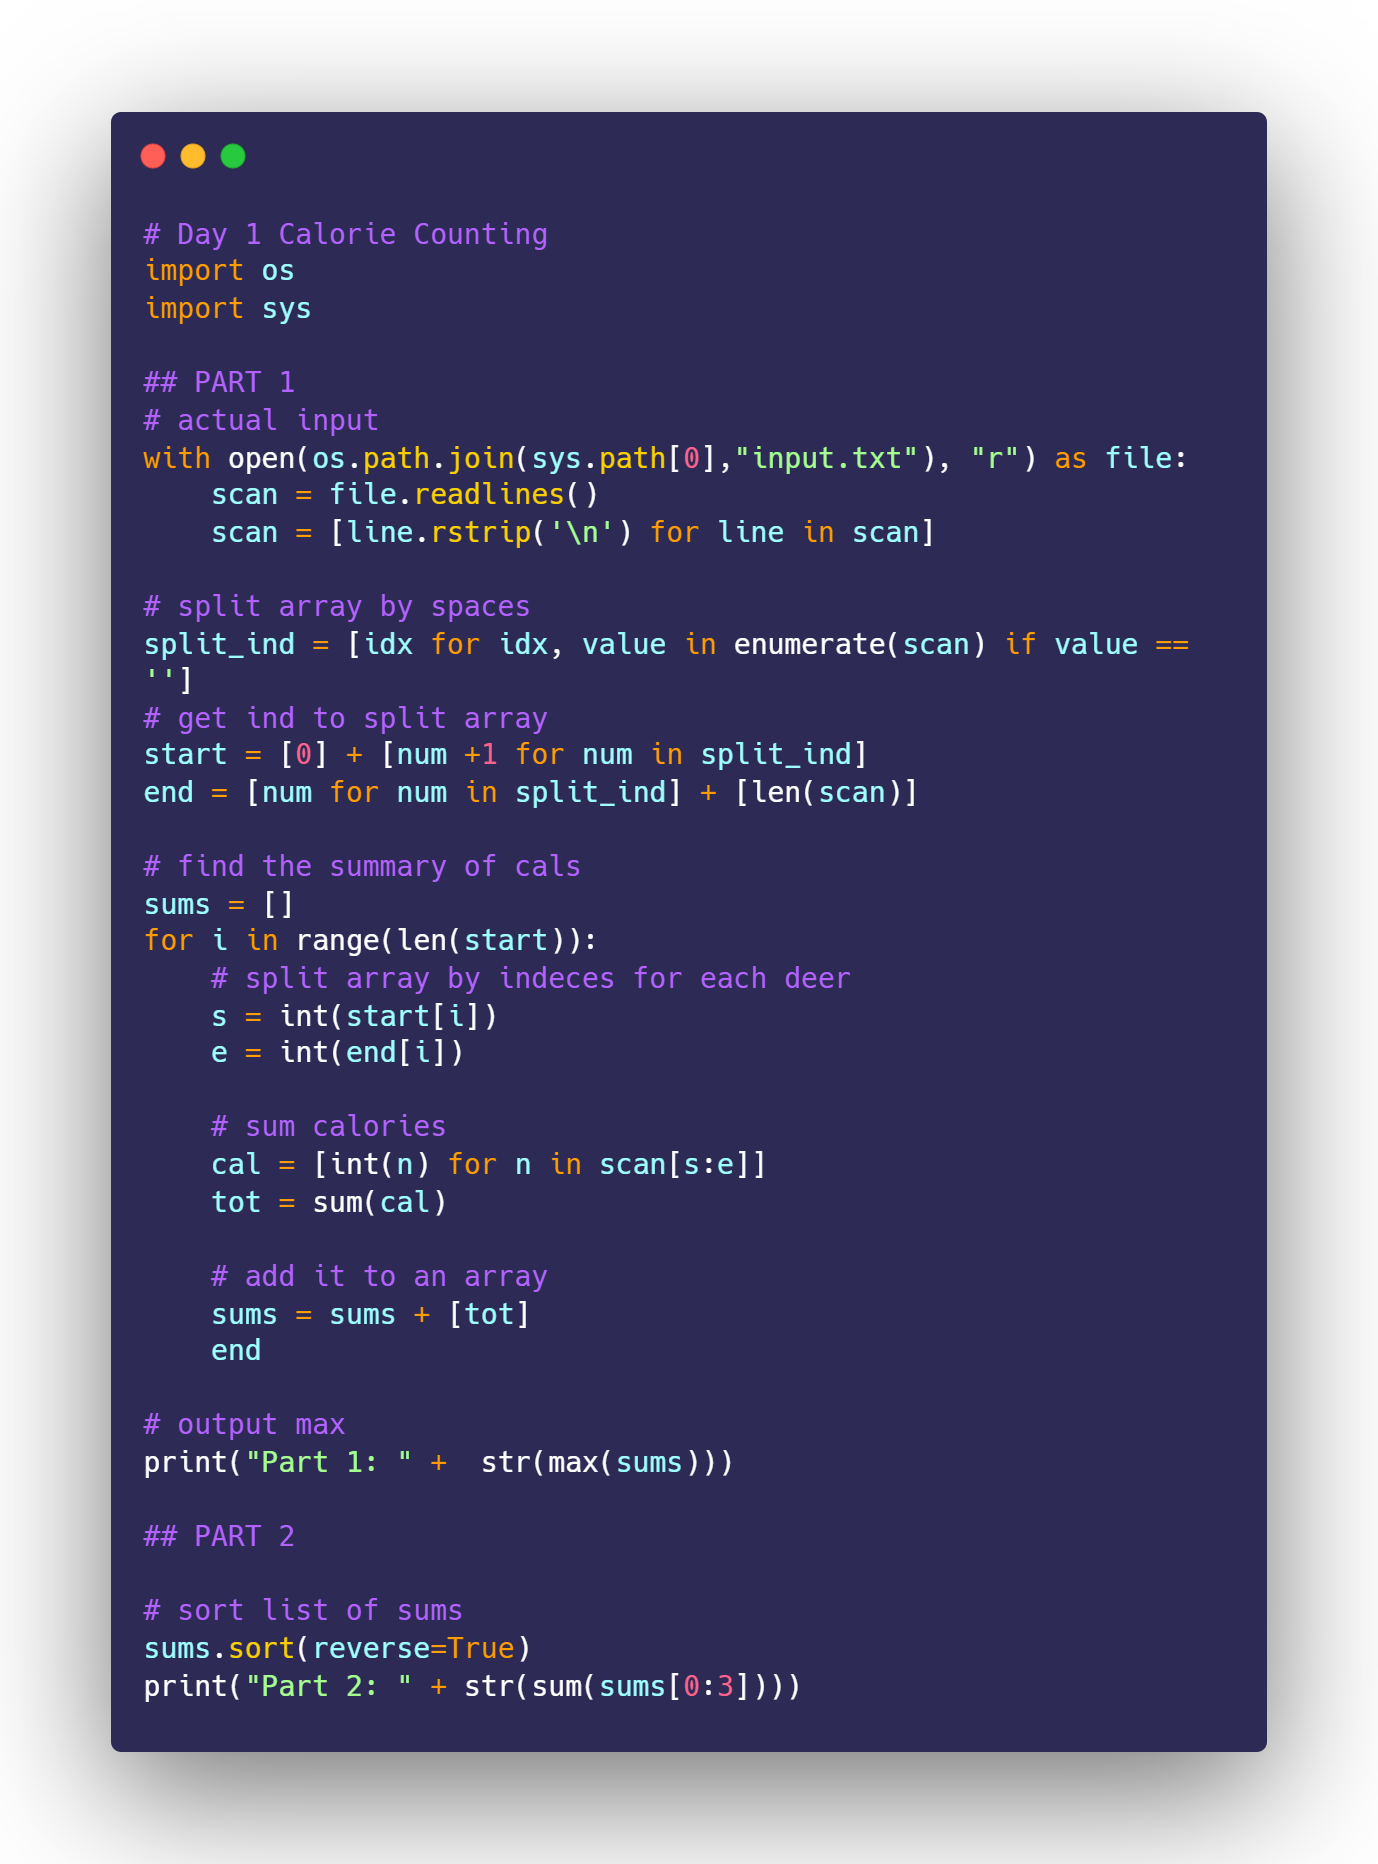 # Day 1 Calorie Counting
import os
import sys

## PART 1
# actual input
with open(os.path.join(sys.path[0],"input.txt"), "r") as file:
    scan = file.readlines()
    scan = [line.rstrip('\n') for line in scan]

# split array by spaces
split_ind = [idx for idx, value in enumerate(scan) if value ==
'']
# get ind to split array
start = [0] + [num +1 for num in split_ind]
end = [num for num in split_ind] + [len(scan)]

# find the summary of cals
sums = []
for i in range(len(start)):
    # split array by indeces for each deer
    s = int(start[i])
    e = int(end[i])

    # sum calories
    cal = [int(n) for n in scan[s:e]]
    tot = sum(cal)

    # add it to an array
    sums = sums + [tot]
    end

# output max
print("Part 1: " +  str(max(sums)))

## PART 2

# sort list of sums
sums.sort(reverse=True)
print("Part 2: " + str(sum(sums[0:3])))